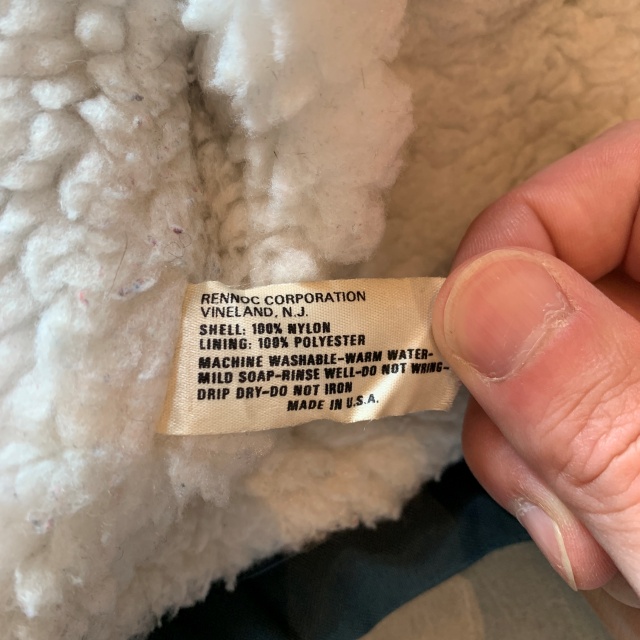 RENNOC CORPORATION
VINELAND, N.J.
SHELL: 100% NYLON
LINING: 100% POLYESTER
MACHINE WASHABLE-WARM WATER-
MILD SOAP-RINSE WELL-DO NOT WRING-
DRIP DRY-DO NOT IRON
MADE IN U.S.A.